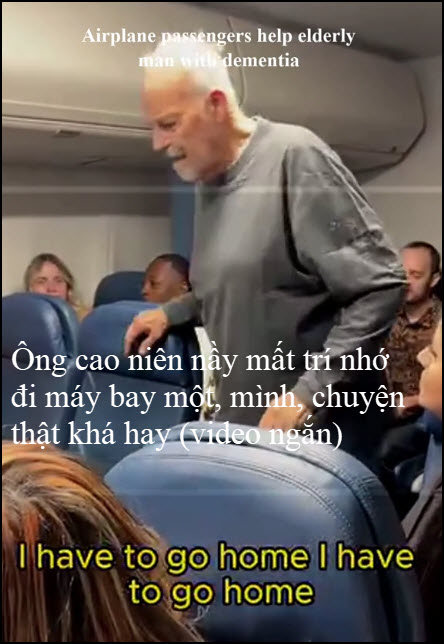 Airplane passengers help elderly
man with dementia
Ông cao niên nầy mất trí nhớ
đi máy bay một, mình, chuyện
thật khá hay (video ngắn)
I have to go home I have
to go home